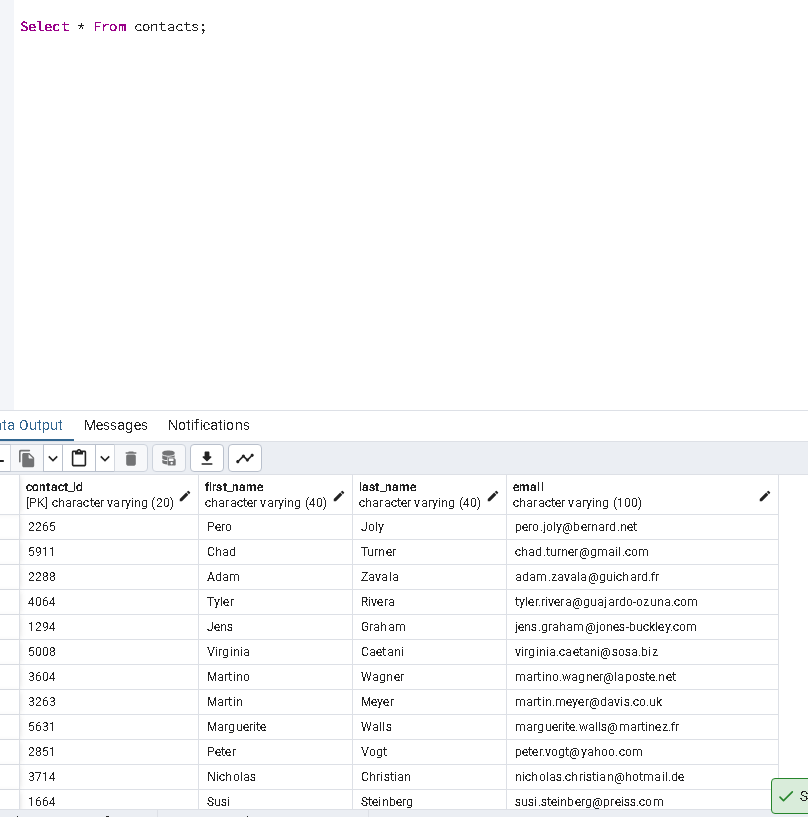 Select * From contacts;
ta Output Messages Notifications
contact_id first_name last_name email
[PK] character varying (20) character varying (40) character varying (40) character varying (100)
2265 Pero Joly pero.joly@bernard.net
5911 Chad Turner chad.turner@gmail.com
2288 Adam Zavala adam.zavala@guichard.fr
4064 Tyler Rivera tyler.rivera@guajardo-ozuna.com
1294 Jens Graham jens.graham@jones-buckley.com
5008 Virginia Caetani virginia.caetani@sosa.biz
3604 Martino Wagner martino.wagner@laposte.net
3263 Martin Meyer martin.meyer@davis.co.uk
5631 Marguerite Walls marguerite.walls@martinez.fr
2851 Peter Vogt peter.vogt@yahoo.com
3714 Nicholas Christian nicholas.christian@hotmail.de
1664 Susi Steinberg susi.steinberg@preiss.com
S